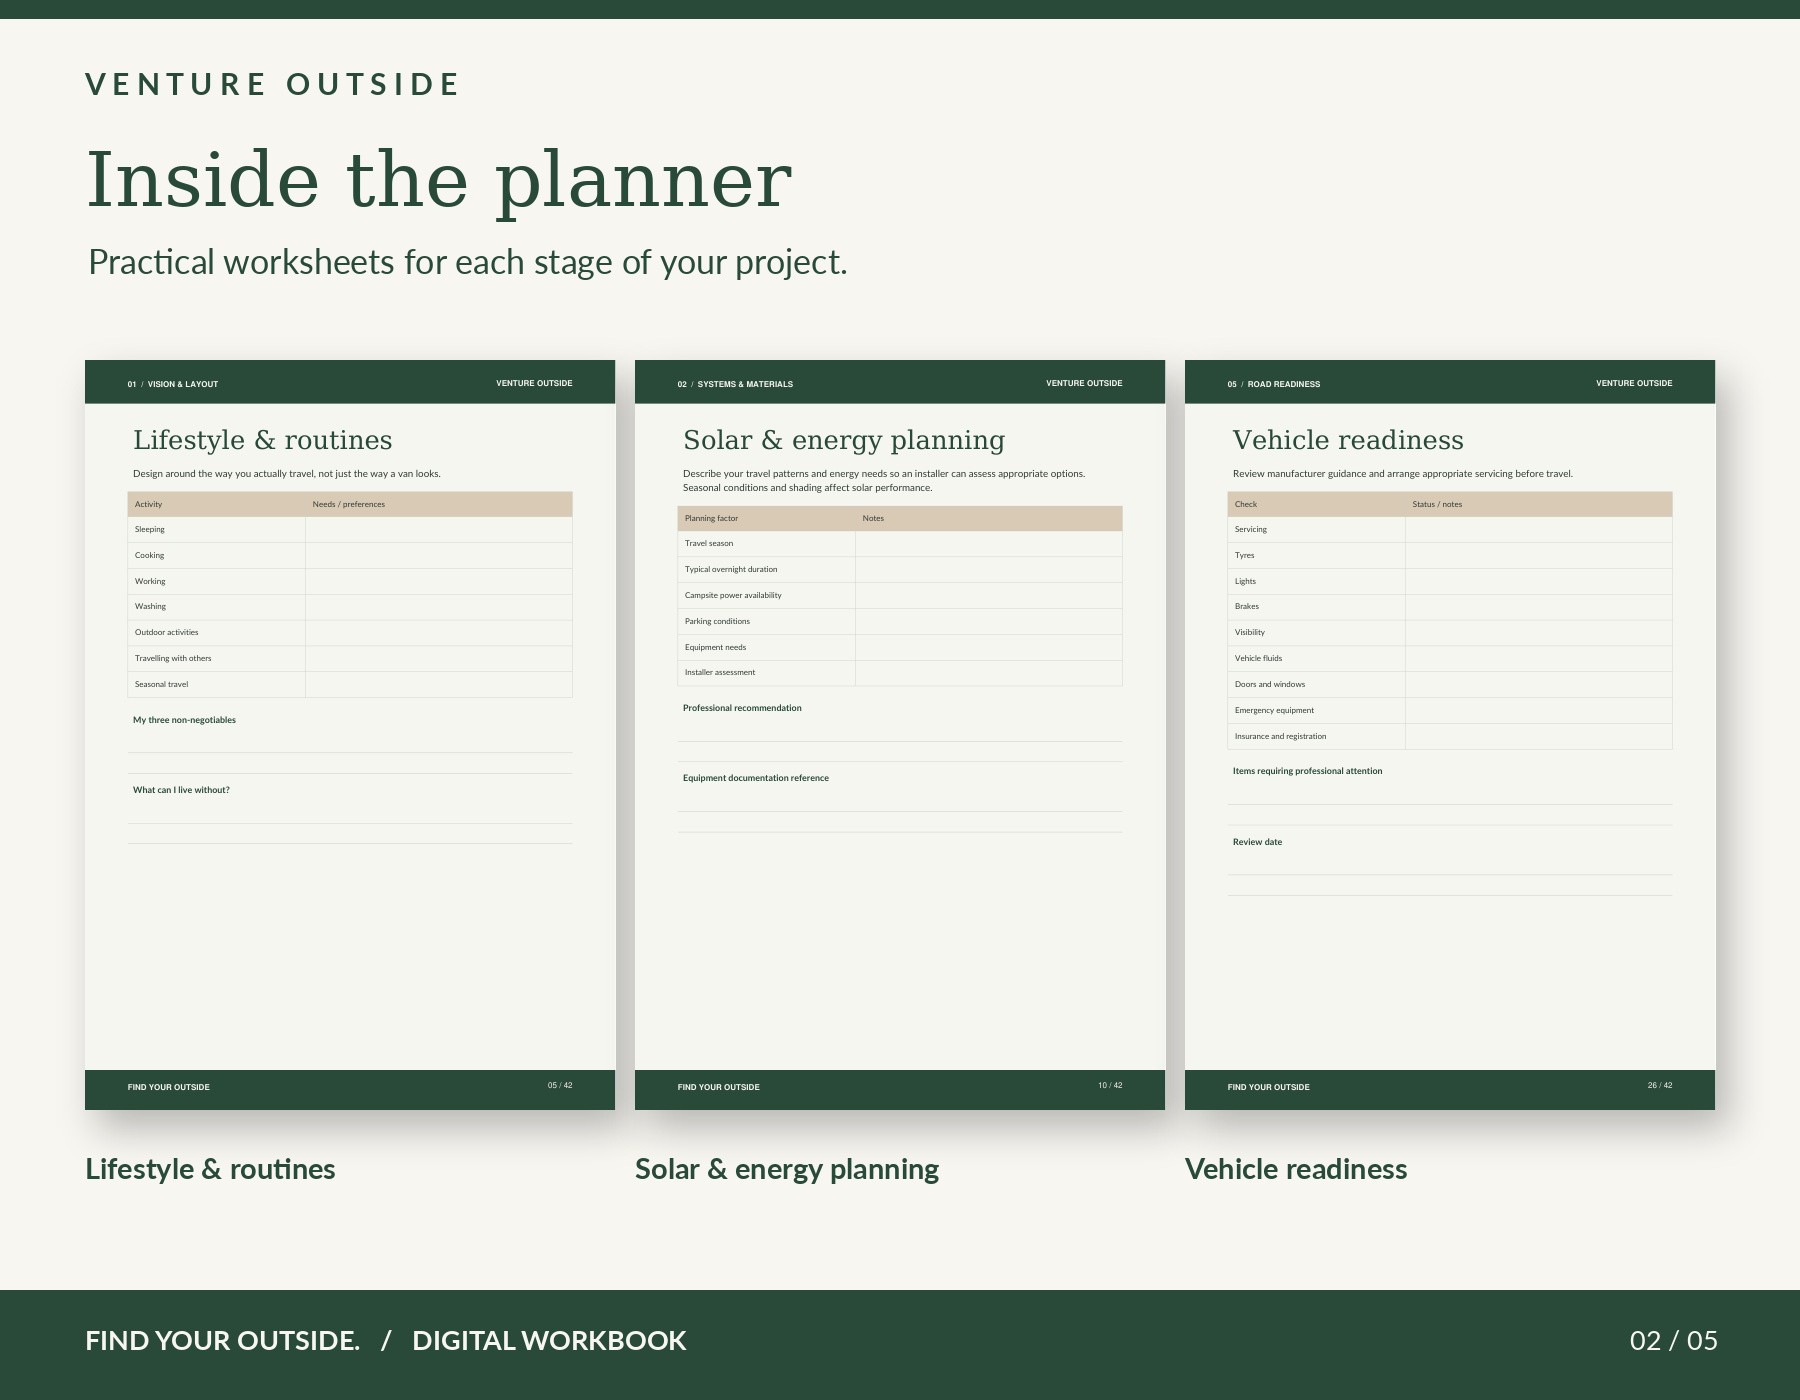 VENTURE OUTSIDE
Inside the planner
Practical worksheets for each stage of your project.
01 / VISION & LAYOUT VENTURE OUTSIDE
Lifestyle & routines
Design around the way you actually travel, not just the way a van looks.
Activity Needs / preferences
Sleeping
Cooking
Working
Washing
Outdoor activities
Travelling with others
Seasonal travel
My three non-negotiables
What can I live without?
FIND YOUR OUTSIDE 05 / 42
02 / SYSTEMS & MATERIALS VENTURE OUTSIDE
Solar & energy planning
Describe your travel patterns and energy needs so an installer can assess appropriate options.
Seasonal conditions and shading affect solar performance.
Planning factor Notes
Travel season
Typical overnight duration
Campsite power availability
Parking conditions
Equipment needs
Installer assessment
Professional recommendation
Equipment documentation reference
FIND YOUR OUTSIDE 10 / 42
05 / ROAD READINESS VENTURE OUTSIDE
Vehicle readiness
Review manufacturer guidance and arrange appropriate servicing before travel.
Check Status / notes
Servicing
Tyres
Lights
Brakes
Visibility
Vehicle fluids
Doors and windows
Emergency equipment
Insurance and registration
Items requiring professional attention
Review date
FIND YOUR OUTSIDE 26 / 42
Lifestyle & routines
Solar & energy planning
Vehicle readiness
FIND YOUR OUTSIDE. / DIGITAL WORKBOOK 02 / 05